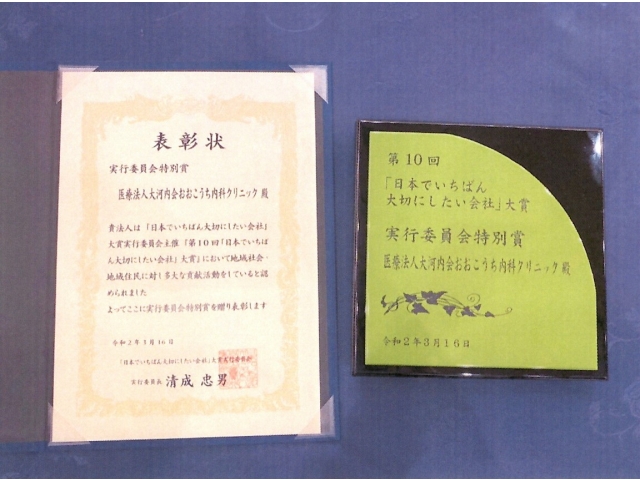 表彰状
実行委員会特別賞
医療法人大河内会おおこうち内科クリニック 殿
貴法人は「日本でいちばん大切にしたい会社」
大賞実行委員会主催『第10回「日本でいちば
ん大切にしたい会社」大賞』において地域社会・
地域住民に対し多大な貢献活動をしていると認
められました
よってここに実行委員会特別賞を贈り表彰します
令和2年3月16日
「日本でいちばん大切にしたい会社」大賞実行委員会
実行委員長 清成 忠男
第10回
「日本でいちばん
大切にしたい会社」大賞
実行委員会特別賞
医療法人大河内会おおこうち内科クリニック 殿
令和2年3月16日